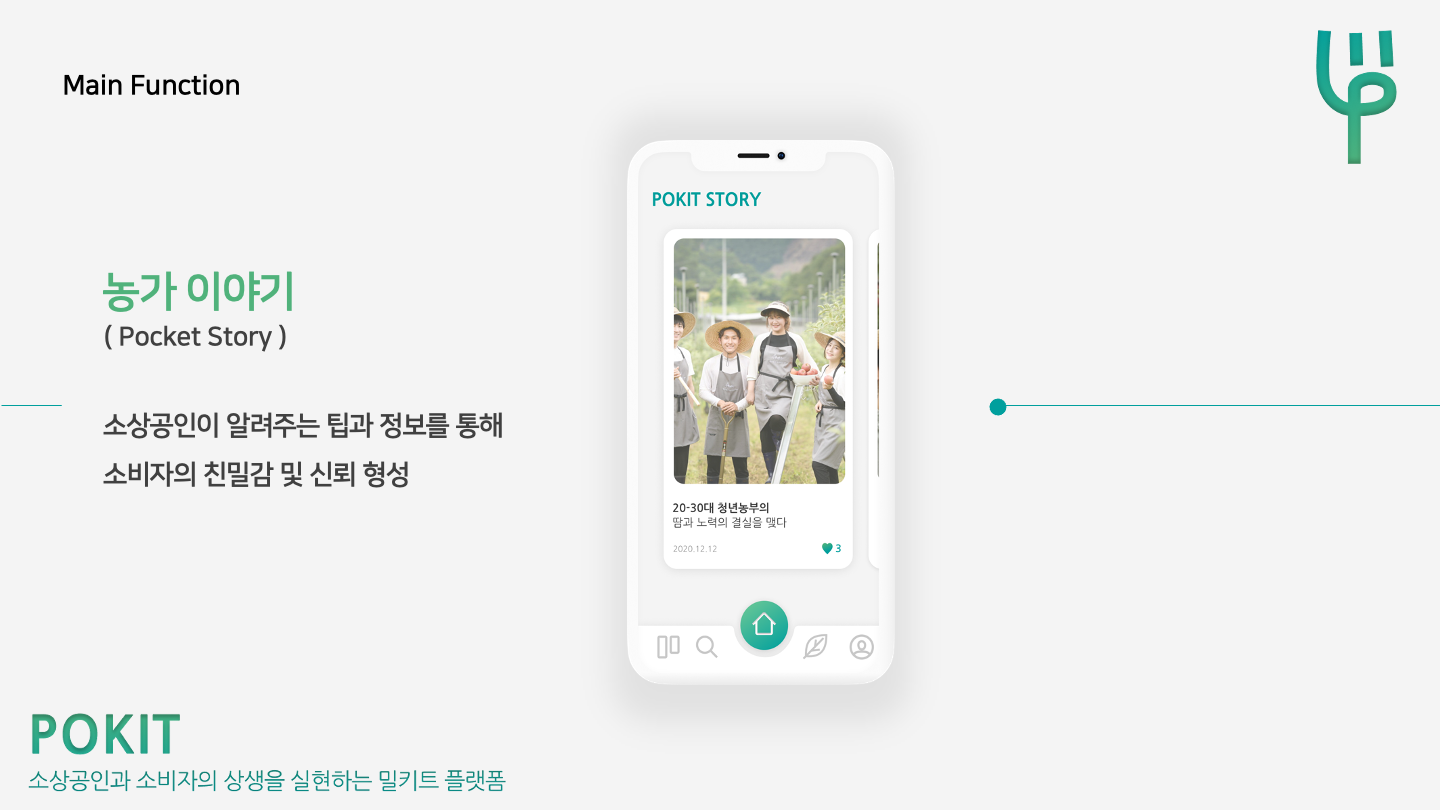 Main Function
농가 이야기
( Pocket Story )
소상공인이 알려주는 팁과 정보를 통해
소비자의 친밀감 및 신뢰 형성
POKIT STORY
20-30대 청년농부의
땀과 노력의 결실을 맺다
2020.12.12
3
POKIT
소상공인과 소비자의 상생을 실현하는 밀키트 플랫폼